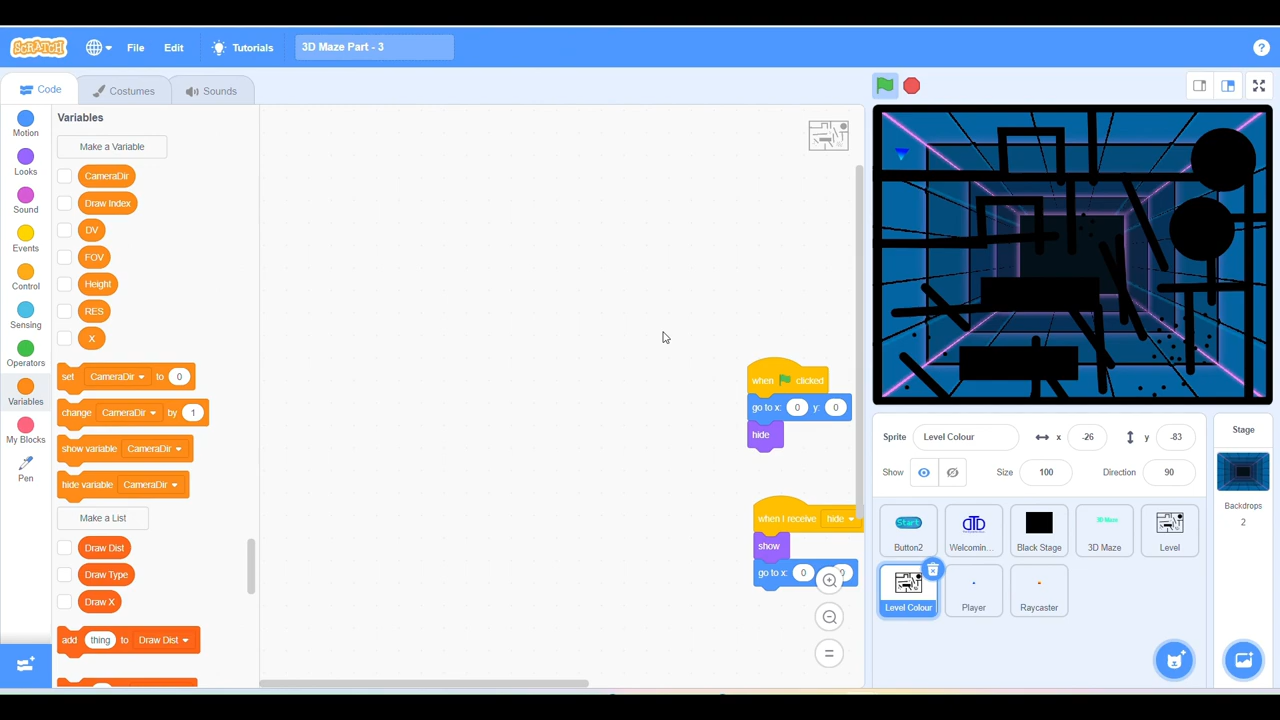 SCRATCH File Edit Tutorials 3D Maze Part - 3 ?
Code Costumes Sounds
Motion
Looks
Sound
Events
Control
Sensing
Operators
Variables
My Blocks
Pen
Variables
Make a Variable
CameraDir
Draw Index
DV
FOV
Height
RES
X
set CameraDir to 0
change CameraDir by 1
show variable CameraDir
hide variable CameraDir
Make a List
Draw Dist
Draw Type
Draw X
add thing to Draw Dist
when clicked
go to x: 0 y: 0
hide
when I receive hide
show
go to x: 0
Sprite Level Colour x -26 y -83
Show Size 100 Direction 90
Start
Button2 Welcomin... Black Stage 3D Maze Level
Level Colour Player Raycaster
Stage
Backdrops
2